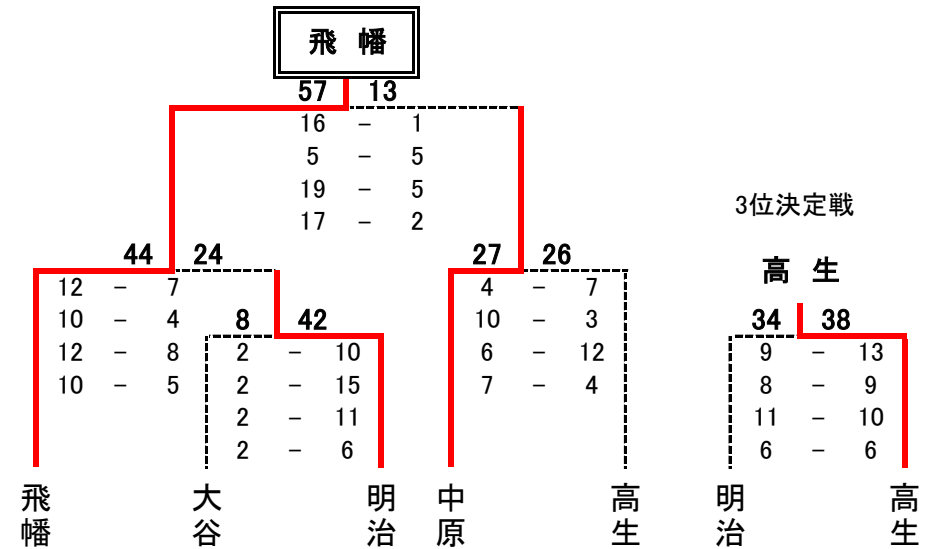 飛 幡
57 13
16 – 1
5 – 5
19 – 5
17 – 2
3位決定戦
44 24
27 26
高 生
12 – 7
4 – 7
10 – 4
8 42
10 – 3
34 38
12 – 8
2 – 10
6 – 12
9 – 13
10 – 5
2 – 15
7 – 4
8 – 9
2 – 11
11 – 10
2 – 6
6 – 6
飛幡
大谷
明治
中原
高生
明治
高生